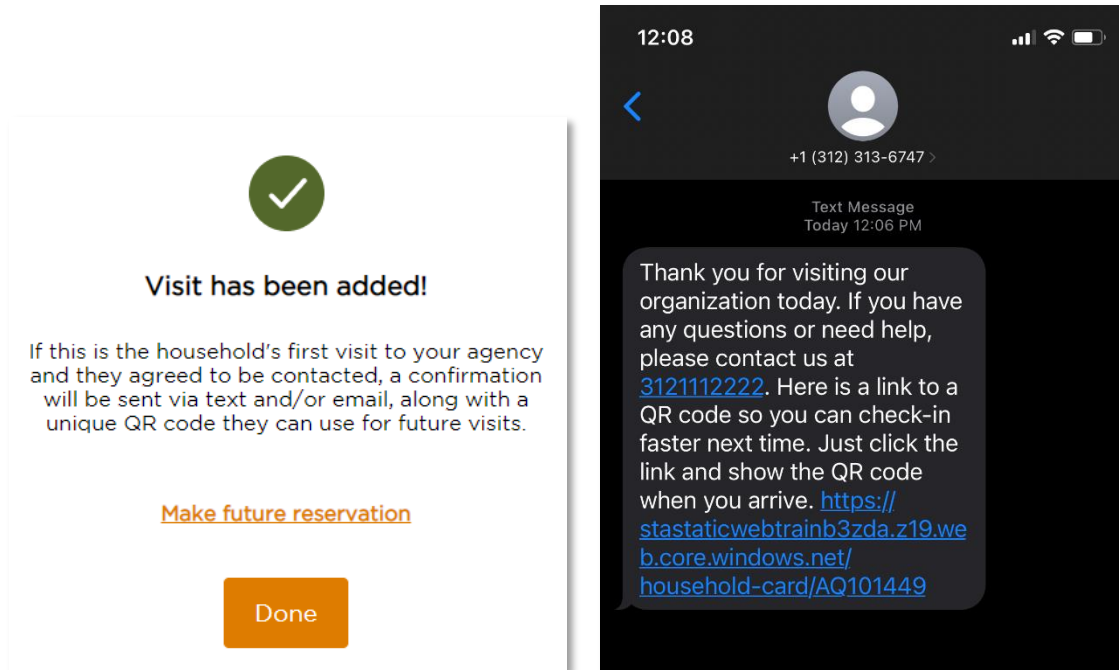 Visit has been added!
If this is the household's first visit to your agency
and they agreed to be contacted, a confirmation
will be sent via text and/or email, along with a
unique QR code they can use for future visits.
Make future reservation
Done
12:08
+1 (312) 313-6747
Text Message
Today 12:06 PM
Thank you for visiting our
organization today. If you have
any questions or need help,
please contact us at
3121112222. Here is a link to a
QR code so you can check-in
faster next time. Just click the
link and show the QR code
when you arrive. https://
stastaticwebtrainb3zda.z19.we
b.core.windows.net/
household-card/AQ101449